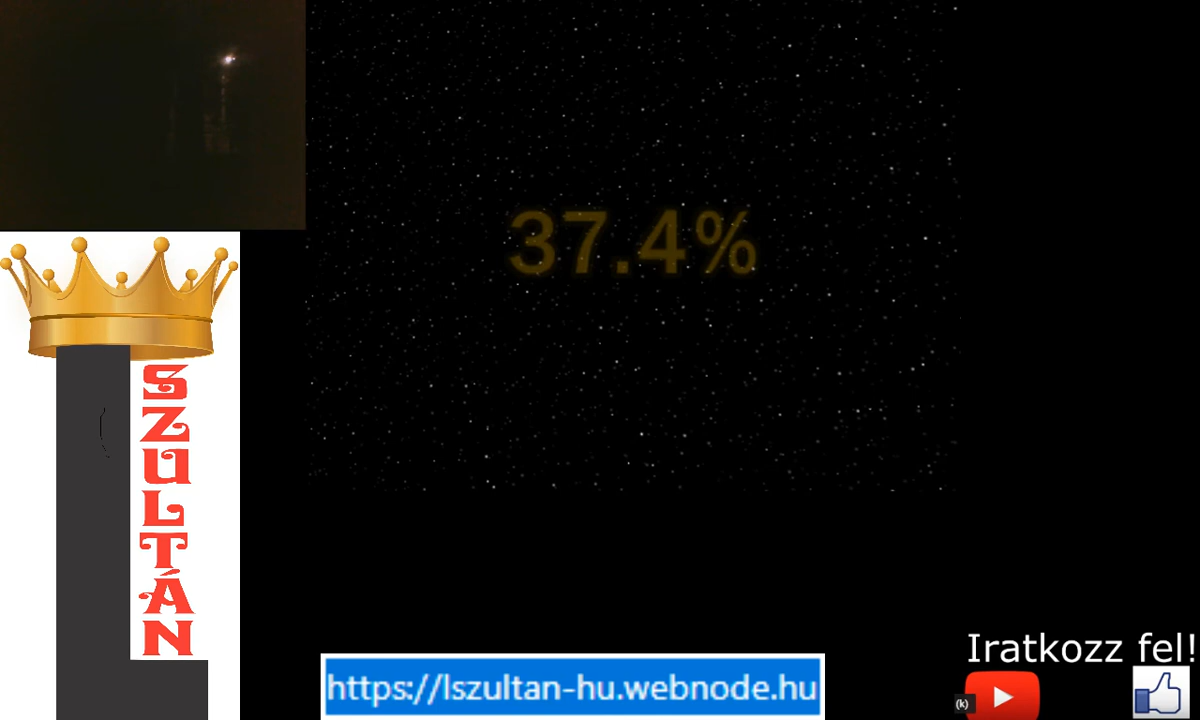 37.4%
L
SZULTÁN
https://lszultan-hu.webnode.hu
Iratkozz fel!
(k)